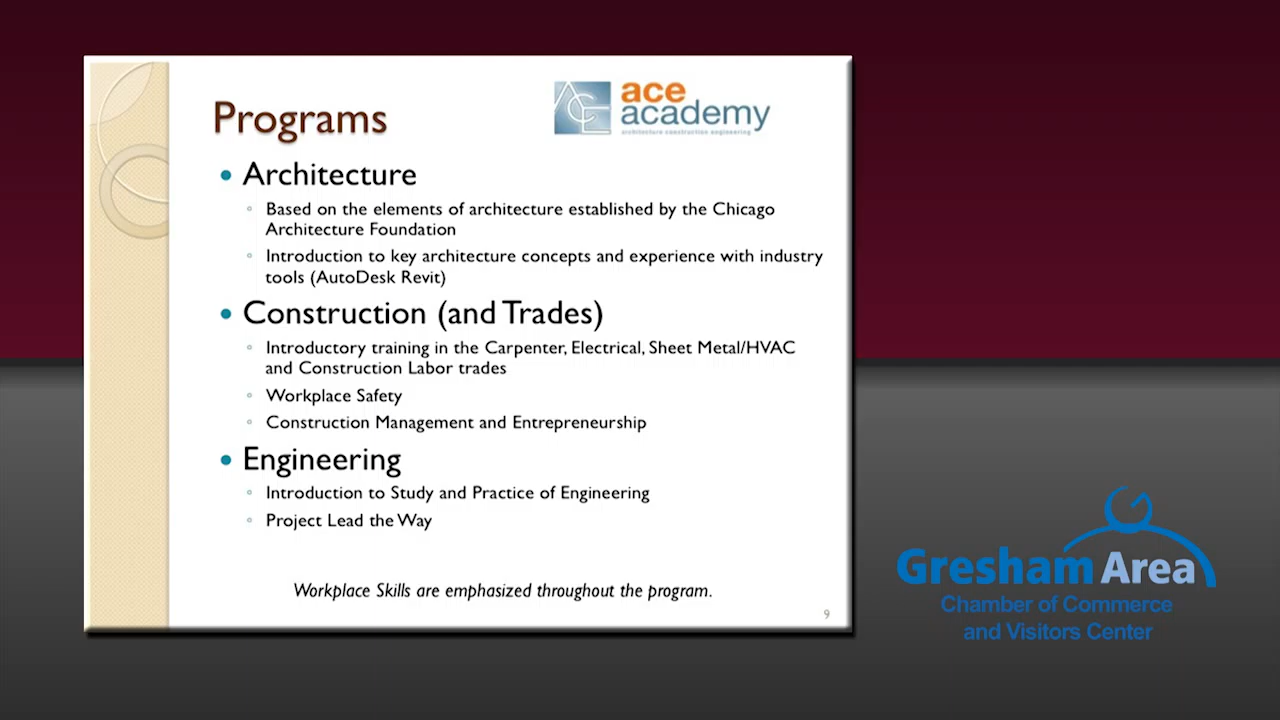 Programs
ACE
ace
academy
architecture construction engineering
• Architecture
◦ Based on the elements of architecture established by the Chicago
Architecture Foundation
◦ Introduction to key architecture concepts and experience with industry
tools (AutoDesk Revit)
• Construction (and Trades)
◦ Introductory training in the Carpenter, Electrical, Sheet Metal/HVAC
and Construction Labor trades
◦ Workplace Safety
◦ Construction Management and Entrepreneurship
• Engineering
◦ Introduction to Study and Practice of Engineering
◦ Project Lead the Way
Workplace Skills are emphasized throughout the program.
9
G
Gresham Area
Chamber of Commerce
and Visitors Center